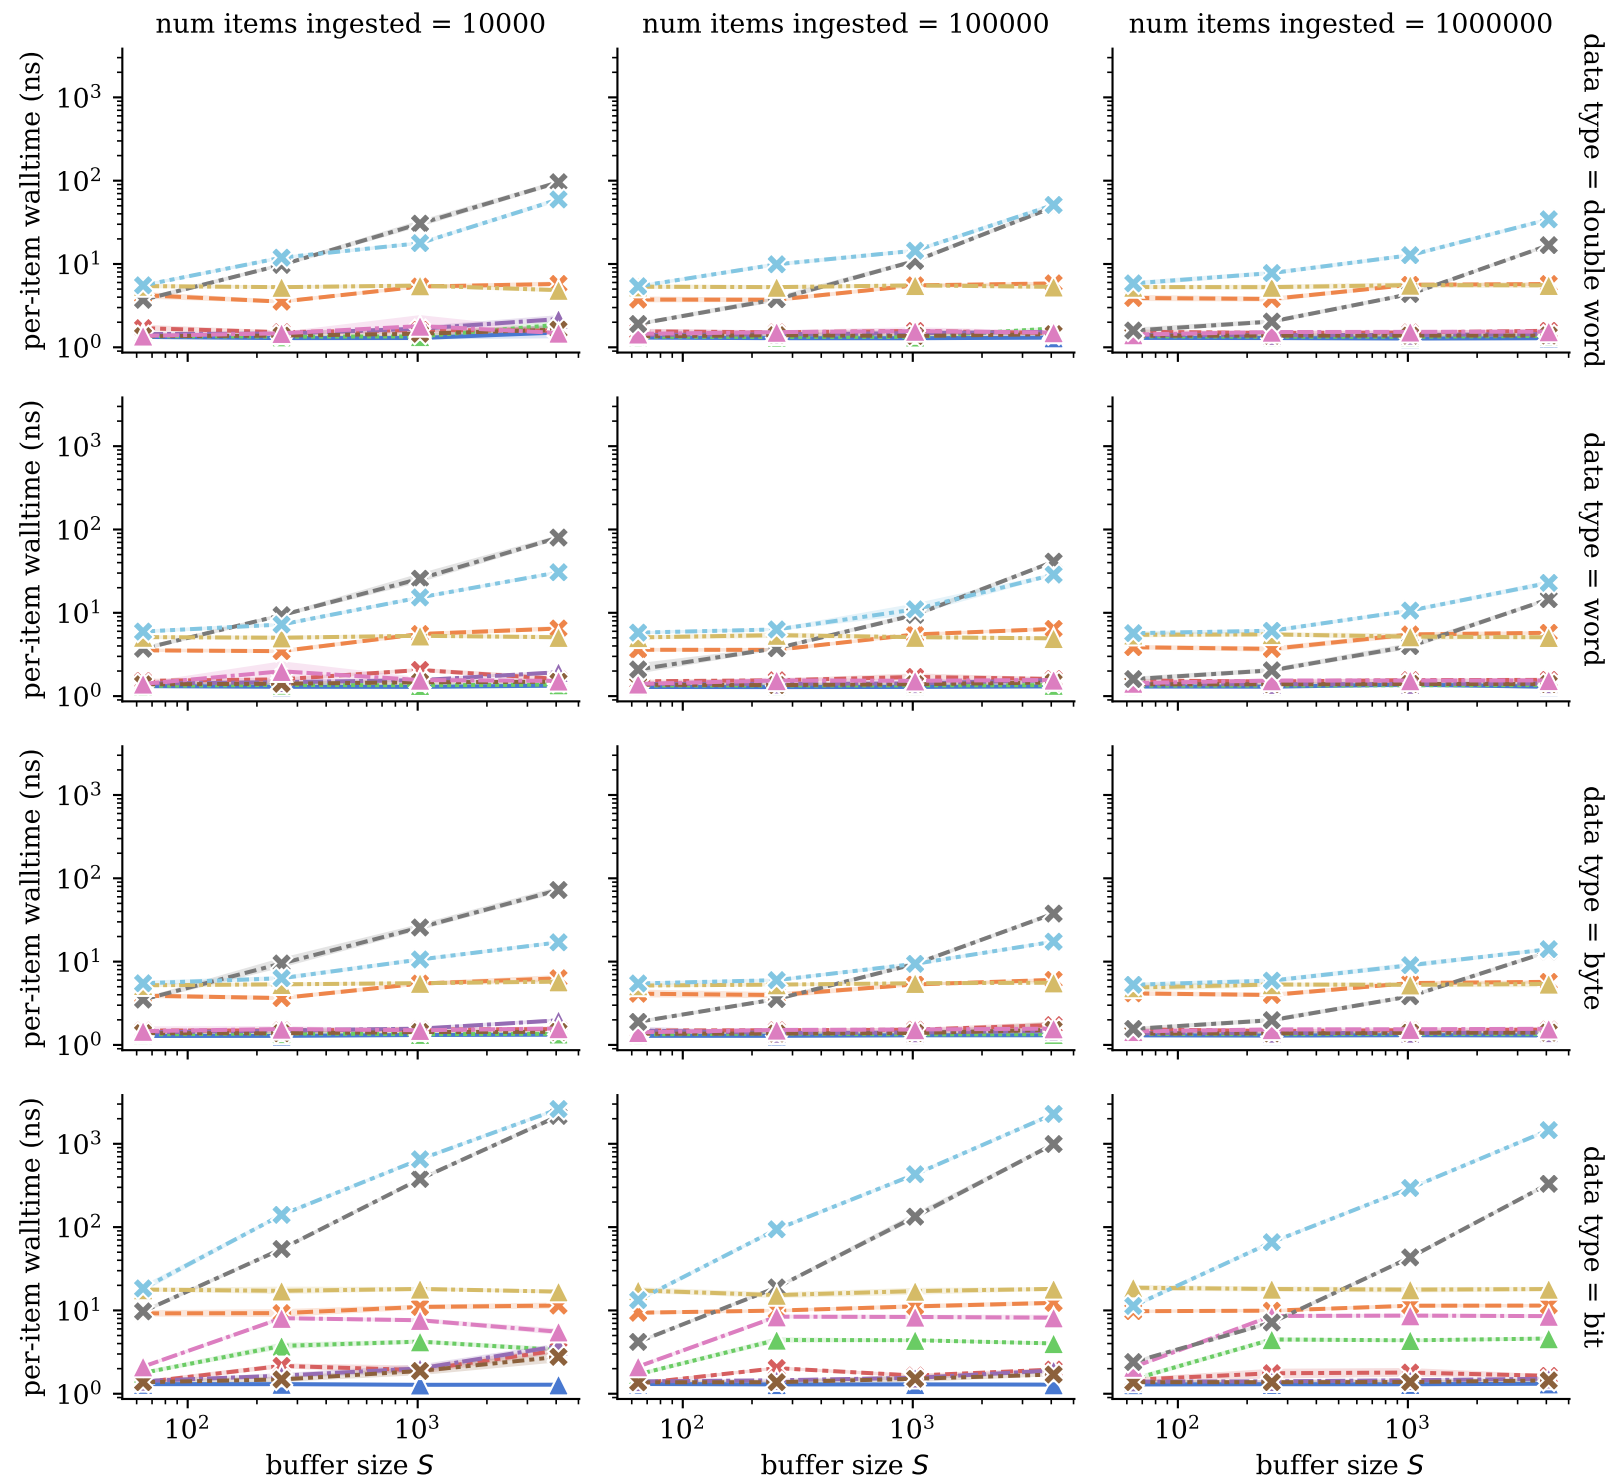 num items ingested = 10000
num items ingested = 100000
num items ingested = 1000000
per-item walltime (ns)
10³
10²
10¹
10⁰
data type = double word
per-item walltime (ns)
10³
10²
10¹
10⁰
data type = word
per-item walltime (ns)
10³
10²
10¹
10⁰
data type = byte
per-item walltime (ns)
10³
10²
10¹
10⁰
data type = bit
10² 10³
10² 10³
10² 10³
buffer size S
buffer size S
buffer size S